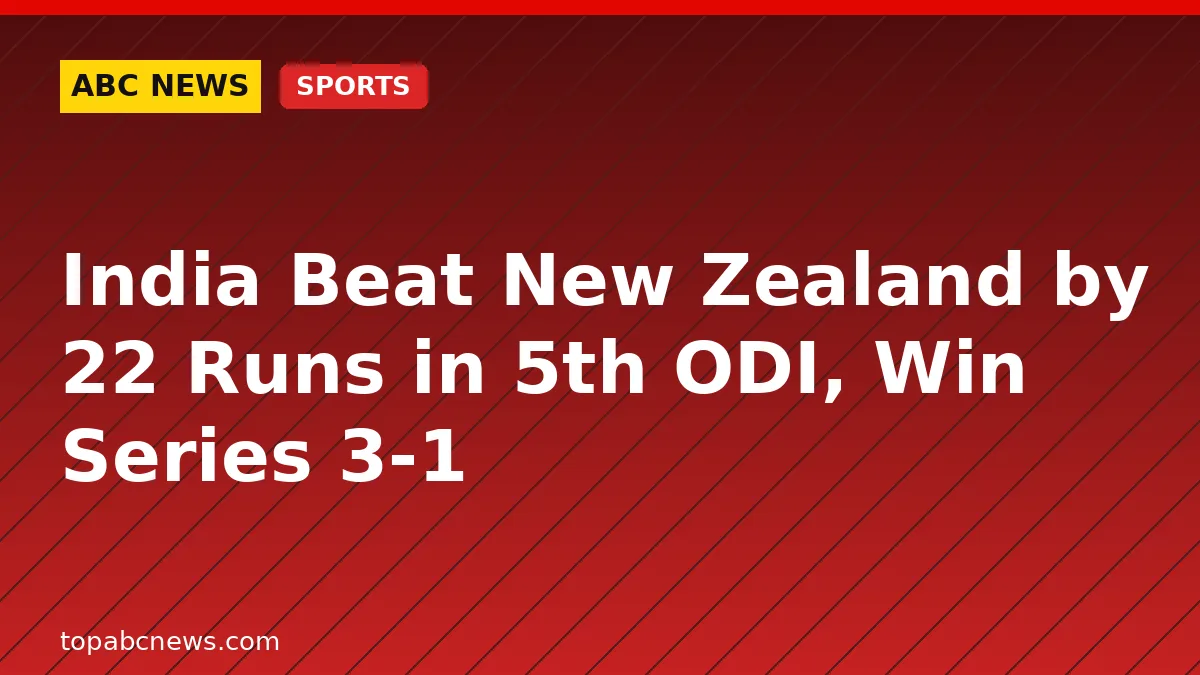 ABC NEWS
SPORTS
India Beat New Zealand by
22 Runs in 5th ODI, Win
Series 3-1
topabcnews.com